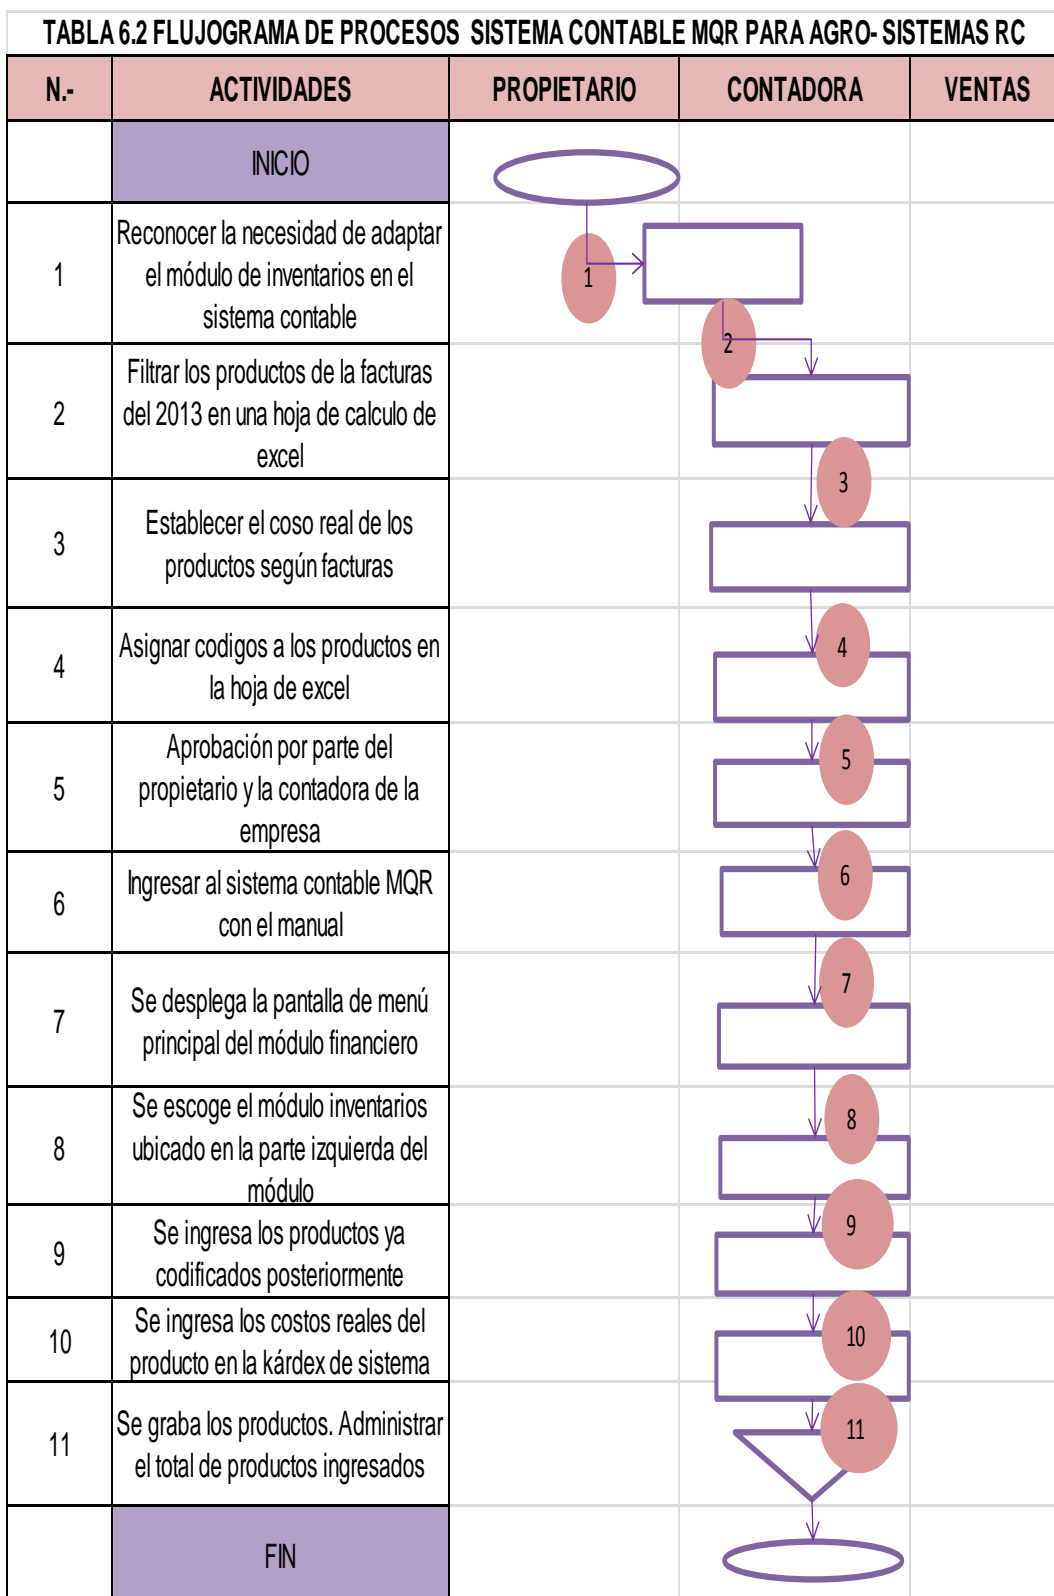 TABLA 6.2 FLUJOGRAMA DE PROCESOS SISTEMA CONTABLE MQR PARA AGRO- SISTEMAS RC
N.- ACTIVIDADES PROPIETARIO CONTADORA VENTAS
INICIO
1
Reconocer la necesidad de adaptar
el módulo de inventarios en el
sistema contable
1
2
2
Filtrar los productos de la facturas
del 2013 en una hoja de calculo de
excel
3
3
Establecer el coso real de los
productos según facturas
4
4
Asignar codigos a los productos en
la hoja de excel
5
5
Aprobación por parte del
propietario y la contadora de la
empresa
6
6
Ingresar al sistema contable MQR
con el manual
7
7
Se desplega la pantalla de menú
principal del módulo financiero
8
8
Se escoge el módulo inventarios
ubicado en la parte izquierda del
módulo
9
9
Se ingresa los productos ya
codificados posteriormente
10
10
Se ingresa los costos reales del
producto en la kárdex de sistema
11
11
Se graba los productos. Administrar
el total de productos ingresados
FIN